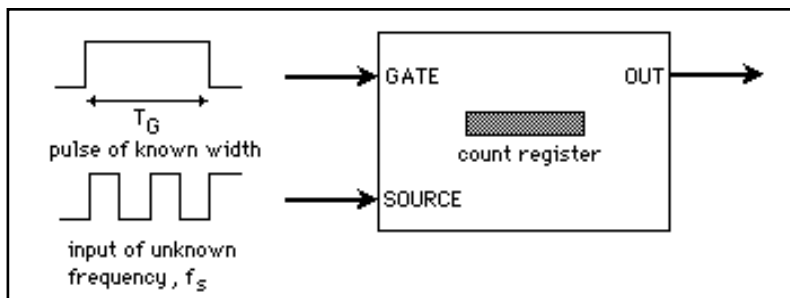 GATE
OUT
T_G
pulse of known width
count register
SOURCE
input of unknown
frequency, f_s